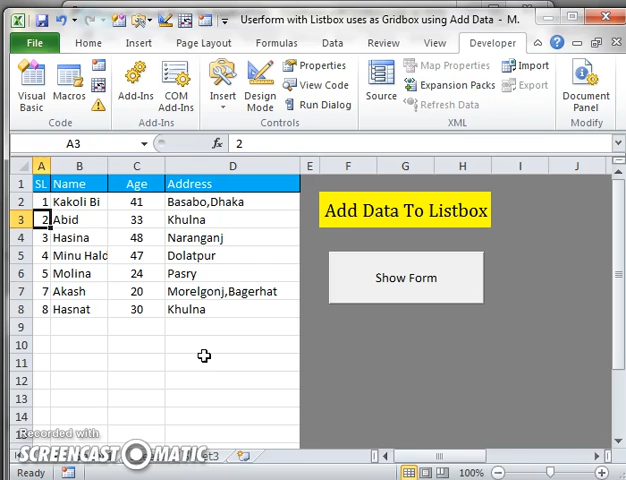 Userform with Listbox uses as Gridbox using Add Data - M.
File Home Insert Page Layout Formulas Data Review View Developer
Visual Basic
Macros
Code
Add-Ins
COM Add-Ins
Add-Ins
Insert
Design Mode
Properties
View Code
Run Dialog
Controls
Source
Map Properties
Expansion Packs
Refresh Data
Import
XML
Document Panel
Modify
A3 fx 2
A B C D E F G H I J
1 SL Name Age Address
2 1 Kakoli Bi 41 Basabo,Dhaka
3 2 Abid 33 Khulna
4 3 Hasina 48 Naranganj
5 4 Minu Hald 47 Dolatpur
6 5 Molina 24 Pasry
7 7 Akash 20 Morelgonj,Bagerhat
8 8 Hasnat 30 Khulna
9
10
11
12
13
14
Add Data To Listbox
Show Form
Recorded with
SCREENCAST MATIC
Ready 100%